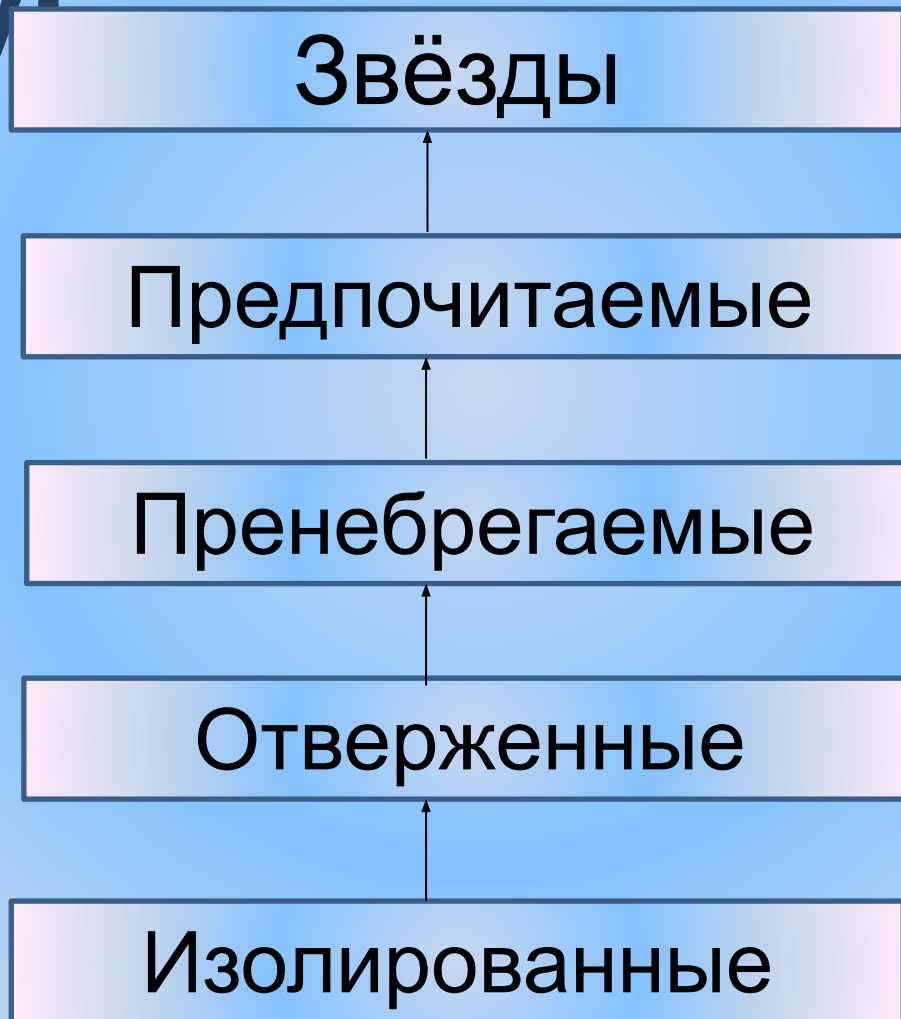 Звёзды
Предпочитаемые
Пренебрегаемые
Отверженные
Изолированные